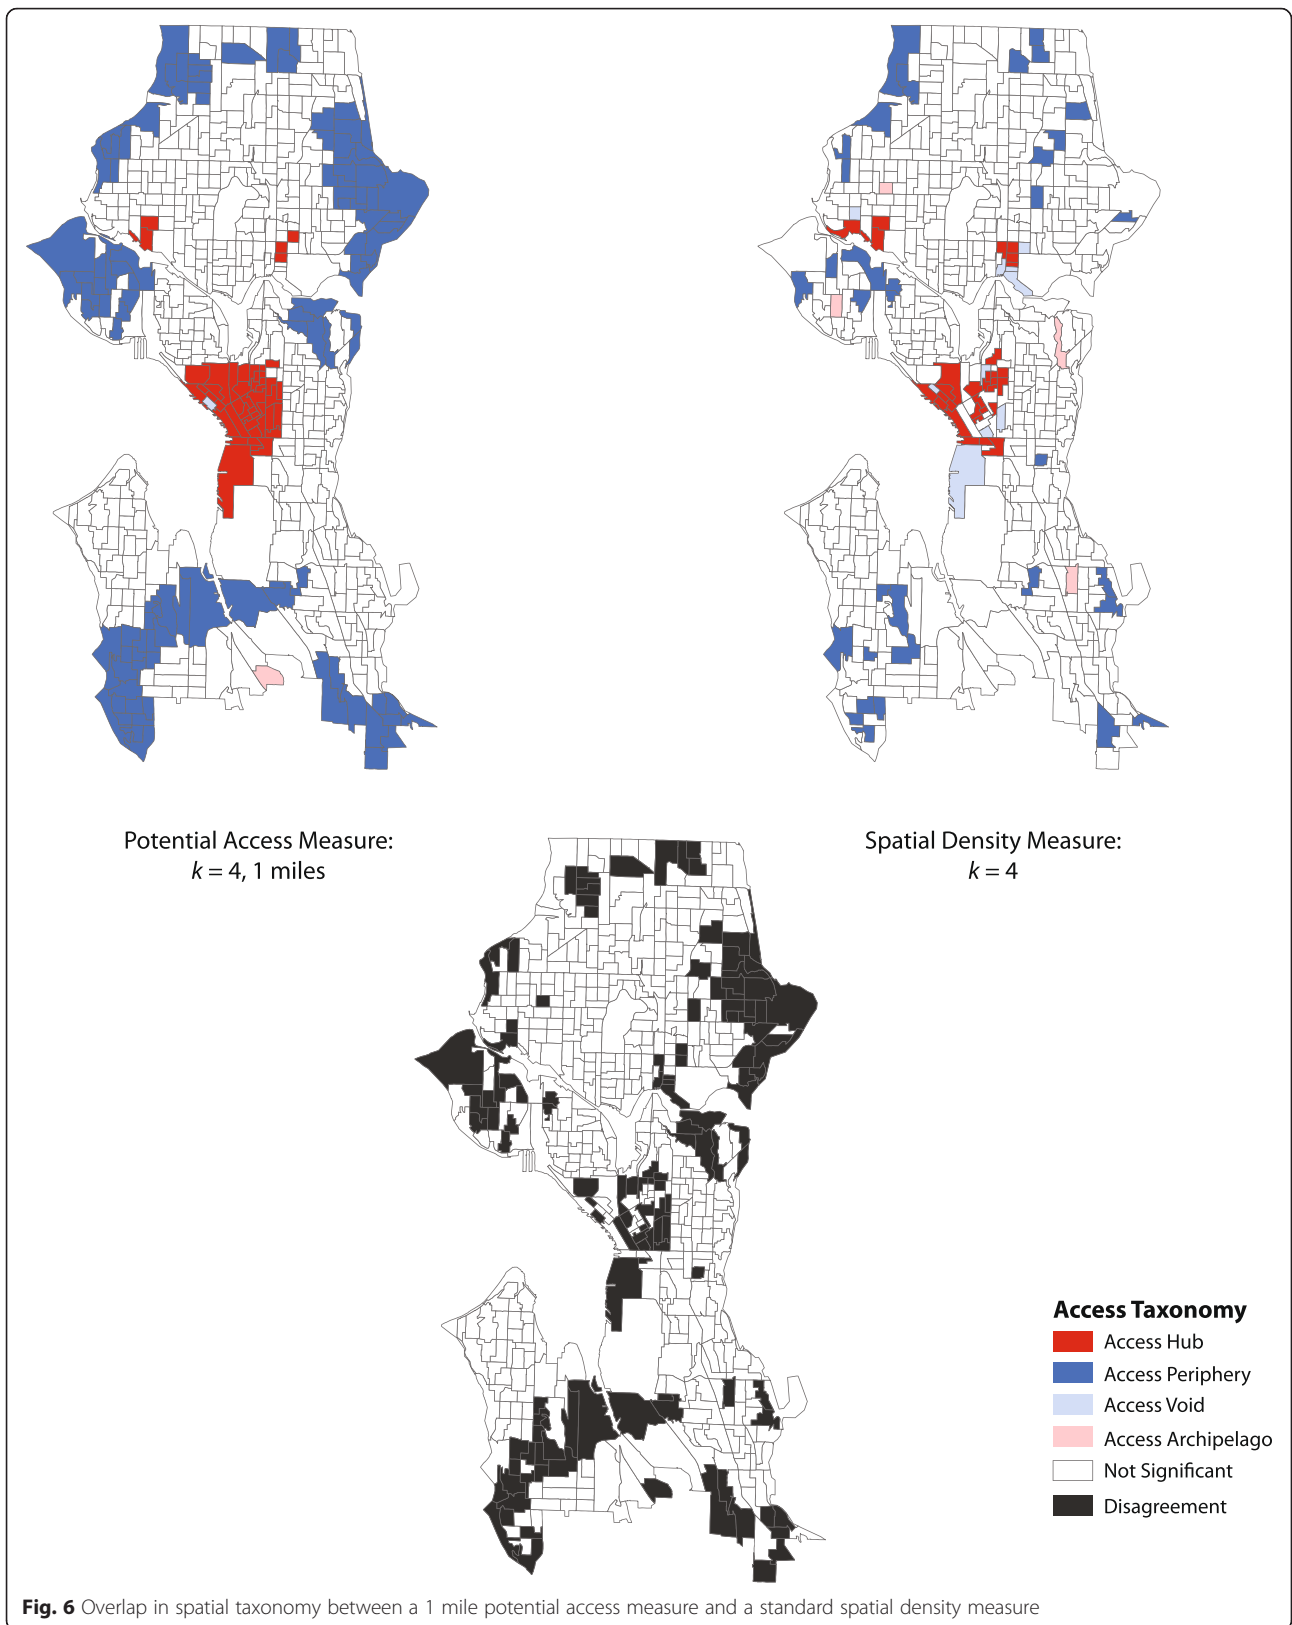 Potential Access Measure:
k = 4, 1 miles
Spatial Density Measure:
k = 4
Access Taxonomy
Access Hub
Access Periphery
Access Void
Access Archipelago
Not Significant
Disagreement
Fig. 6 Overlap in spatial taxonomy between a 1 mile potential access measure and a standard spatial density measure